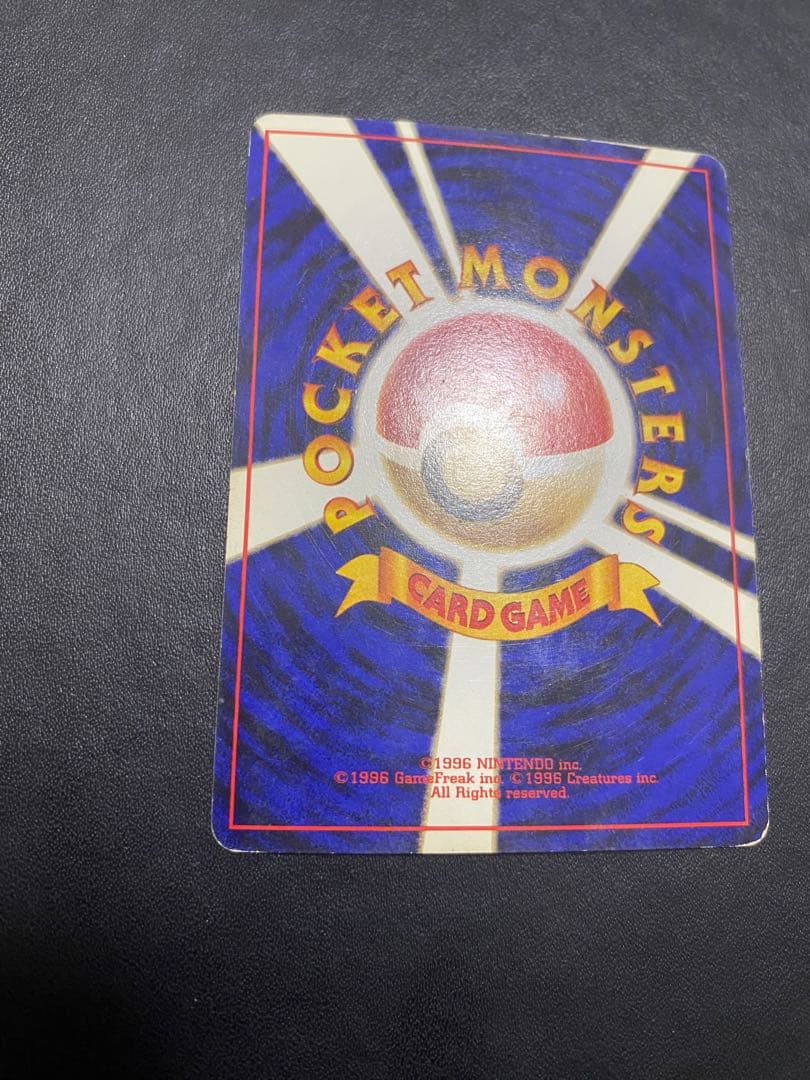 POCKET MONSTERS
CARD GAME
©1996 NINTENDO inc.
©1996 GameFreak inc. ©1996 Creatures inc.
All Rights reserved.